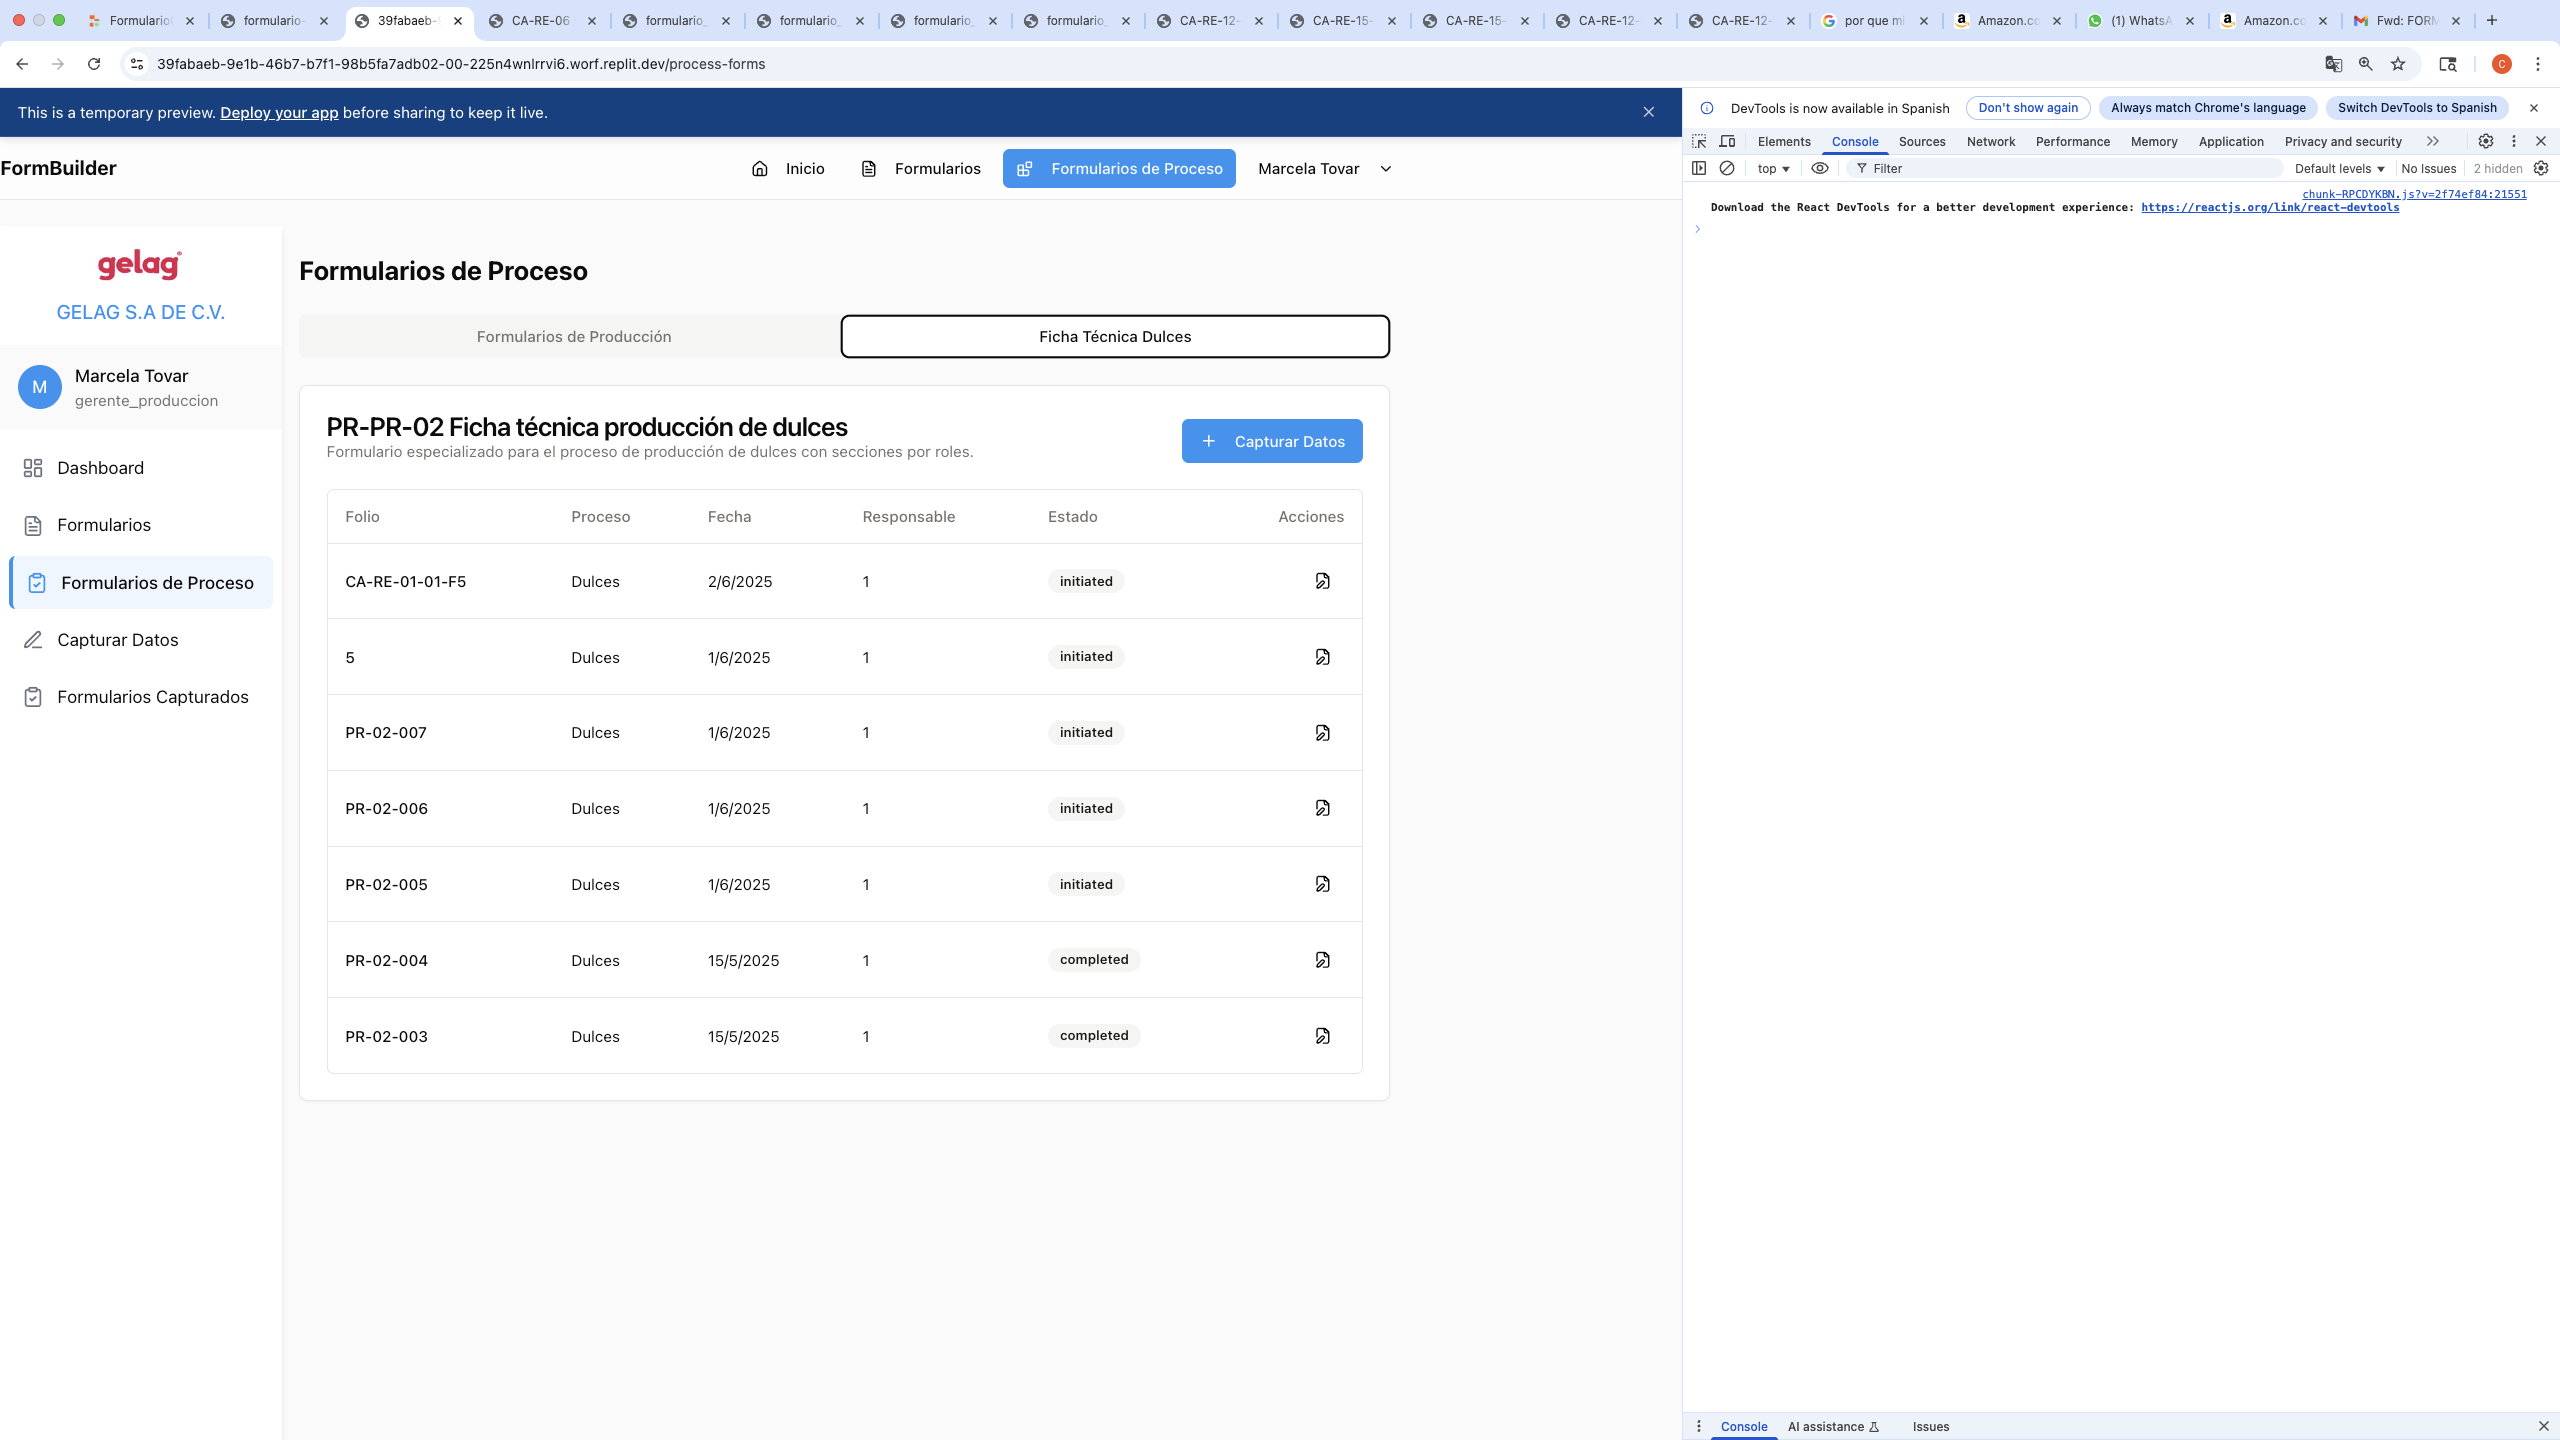 Formulario
formulario-
39fabaeb-9
CA-RE-06
formulario_
formulario_
formulario_
formulario_
CA-RE-12-
CA-RE-15-
CA-RE-15-
CA-RE-12-
CA-RE-12-
por que mi
Amazon.co
(1) WhatsA
Amazon.co
Fwd: FORM
39fabaeb-9e1b-46b7-b7f1-98b5fa7adb02-00-225n4wnlrrvi6.worf.replit.dev/process-forms
C
This is a temporary preview. Deploy your app before sharing to keep it live.
FormBuilder
Inicio
Formularios
Formularios de Proceso
Marcela Tovar
gelag
GELAG S.A DE C.V.
M
Marcela Tovar
gerente_produccion
Dashboard
Formularios
Formularios de Proceso
Capturar Datos
Formularios Capturados
Formularios de Proceso
Formularios de Producción
Ficha Técnica Dulces
PR-PR-02 Ficha técnica producción de dulces
Formulario especializado para el proceso de producción de dulces con secciones por roles.
Capturar Datos
Folio Proceso Fecha Responsable Estado Acciones
CA-RE-01-01-F5 Dulces 2/6/2025 1 initiated
5 Dulces 1/6/2025 1 initiated
PR-02-007 Dulces 1/6/2025 1 initiated
PR-02-006 Dulces 1/6/2025 1 initiated
PR-02-005 Dulces 1/6/2025 1 initiated
PR-02-004 Dulces 15/5/2025 1 completed
PR-02-003 Dulces 15/5/2025 1 completed
DevTools is now available in Spanish
Don't show again
Always match Chrome's language
Switch DevTools to Spanish
Elements Console Sources Network Performance Memory Application Privacy and security
top Filter Default levels No Issues 2 hidden
chunk-RPCDYKBN.js?v=2f74ef84:21551
Download the React DevTools for a better development experience: https://reactjs.org/link/react-devtools
Console AI assistance Issues